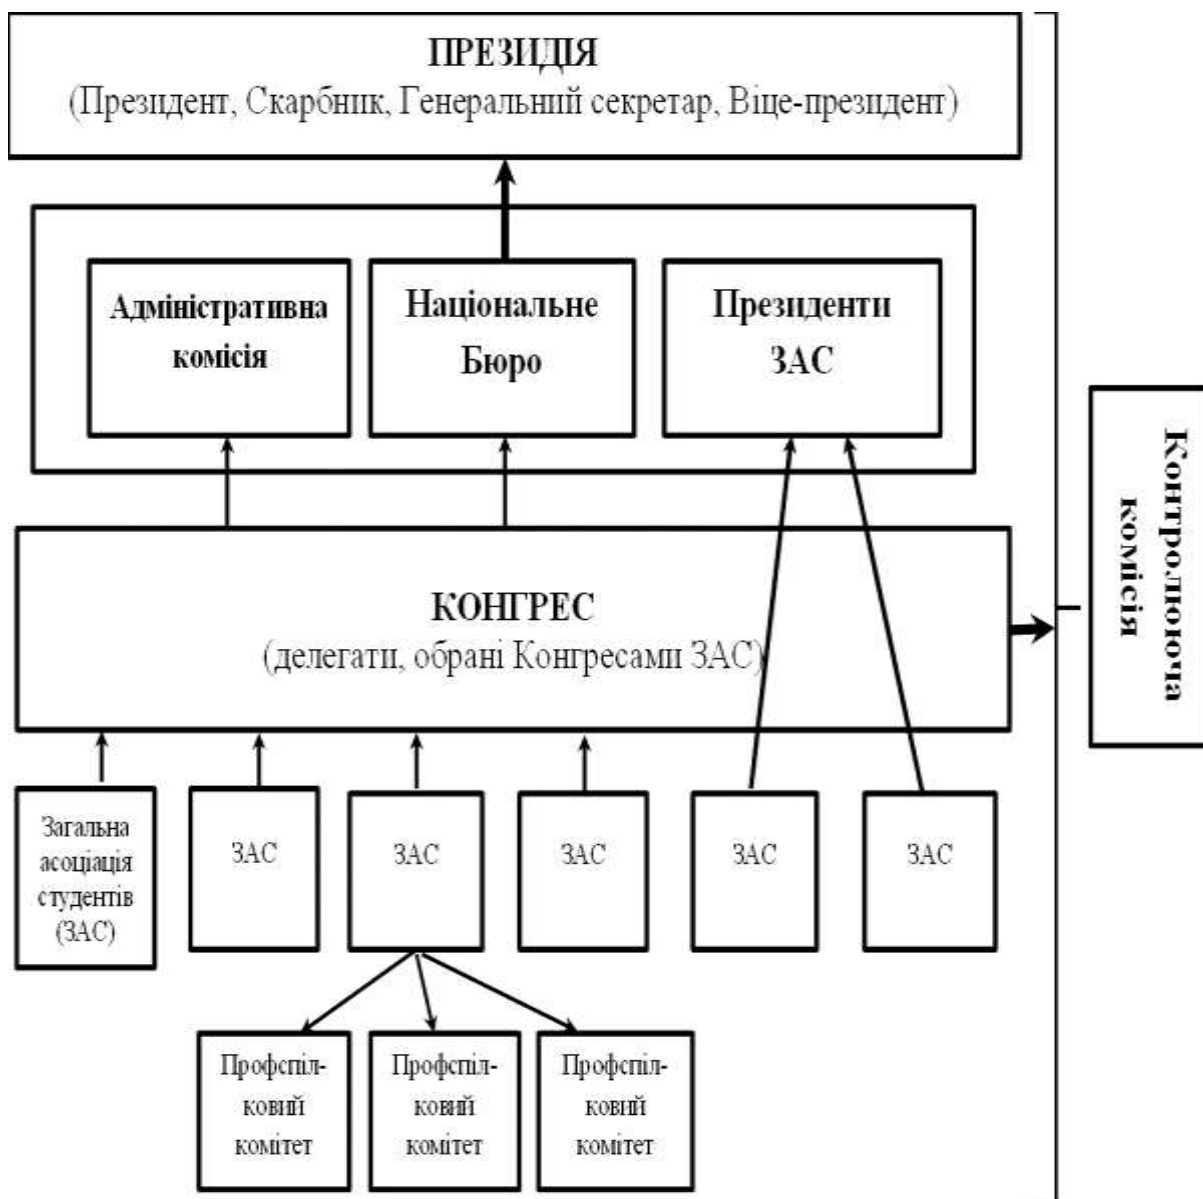 ПРЕЗИДІЯ
(Президент, Скарбник, Генеральний секретар, Віце-президент)
Адміністративна
комісія
Національне
Бюро
Президенти
ЗАС
Контролююча
комісія
КОНГРЕС
(делегати, обрані Конгресами ЗАС)
Загальна
асоціація
студентів
(ЗАС)
ЗАС
ЗАС
ЗАС
ЗАС
ЗАС
Профспіл-
ковий
комітет
Профспіл-
ковий
комітет
Профспіл-
ковий
комітет